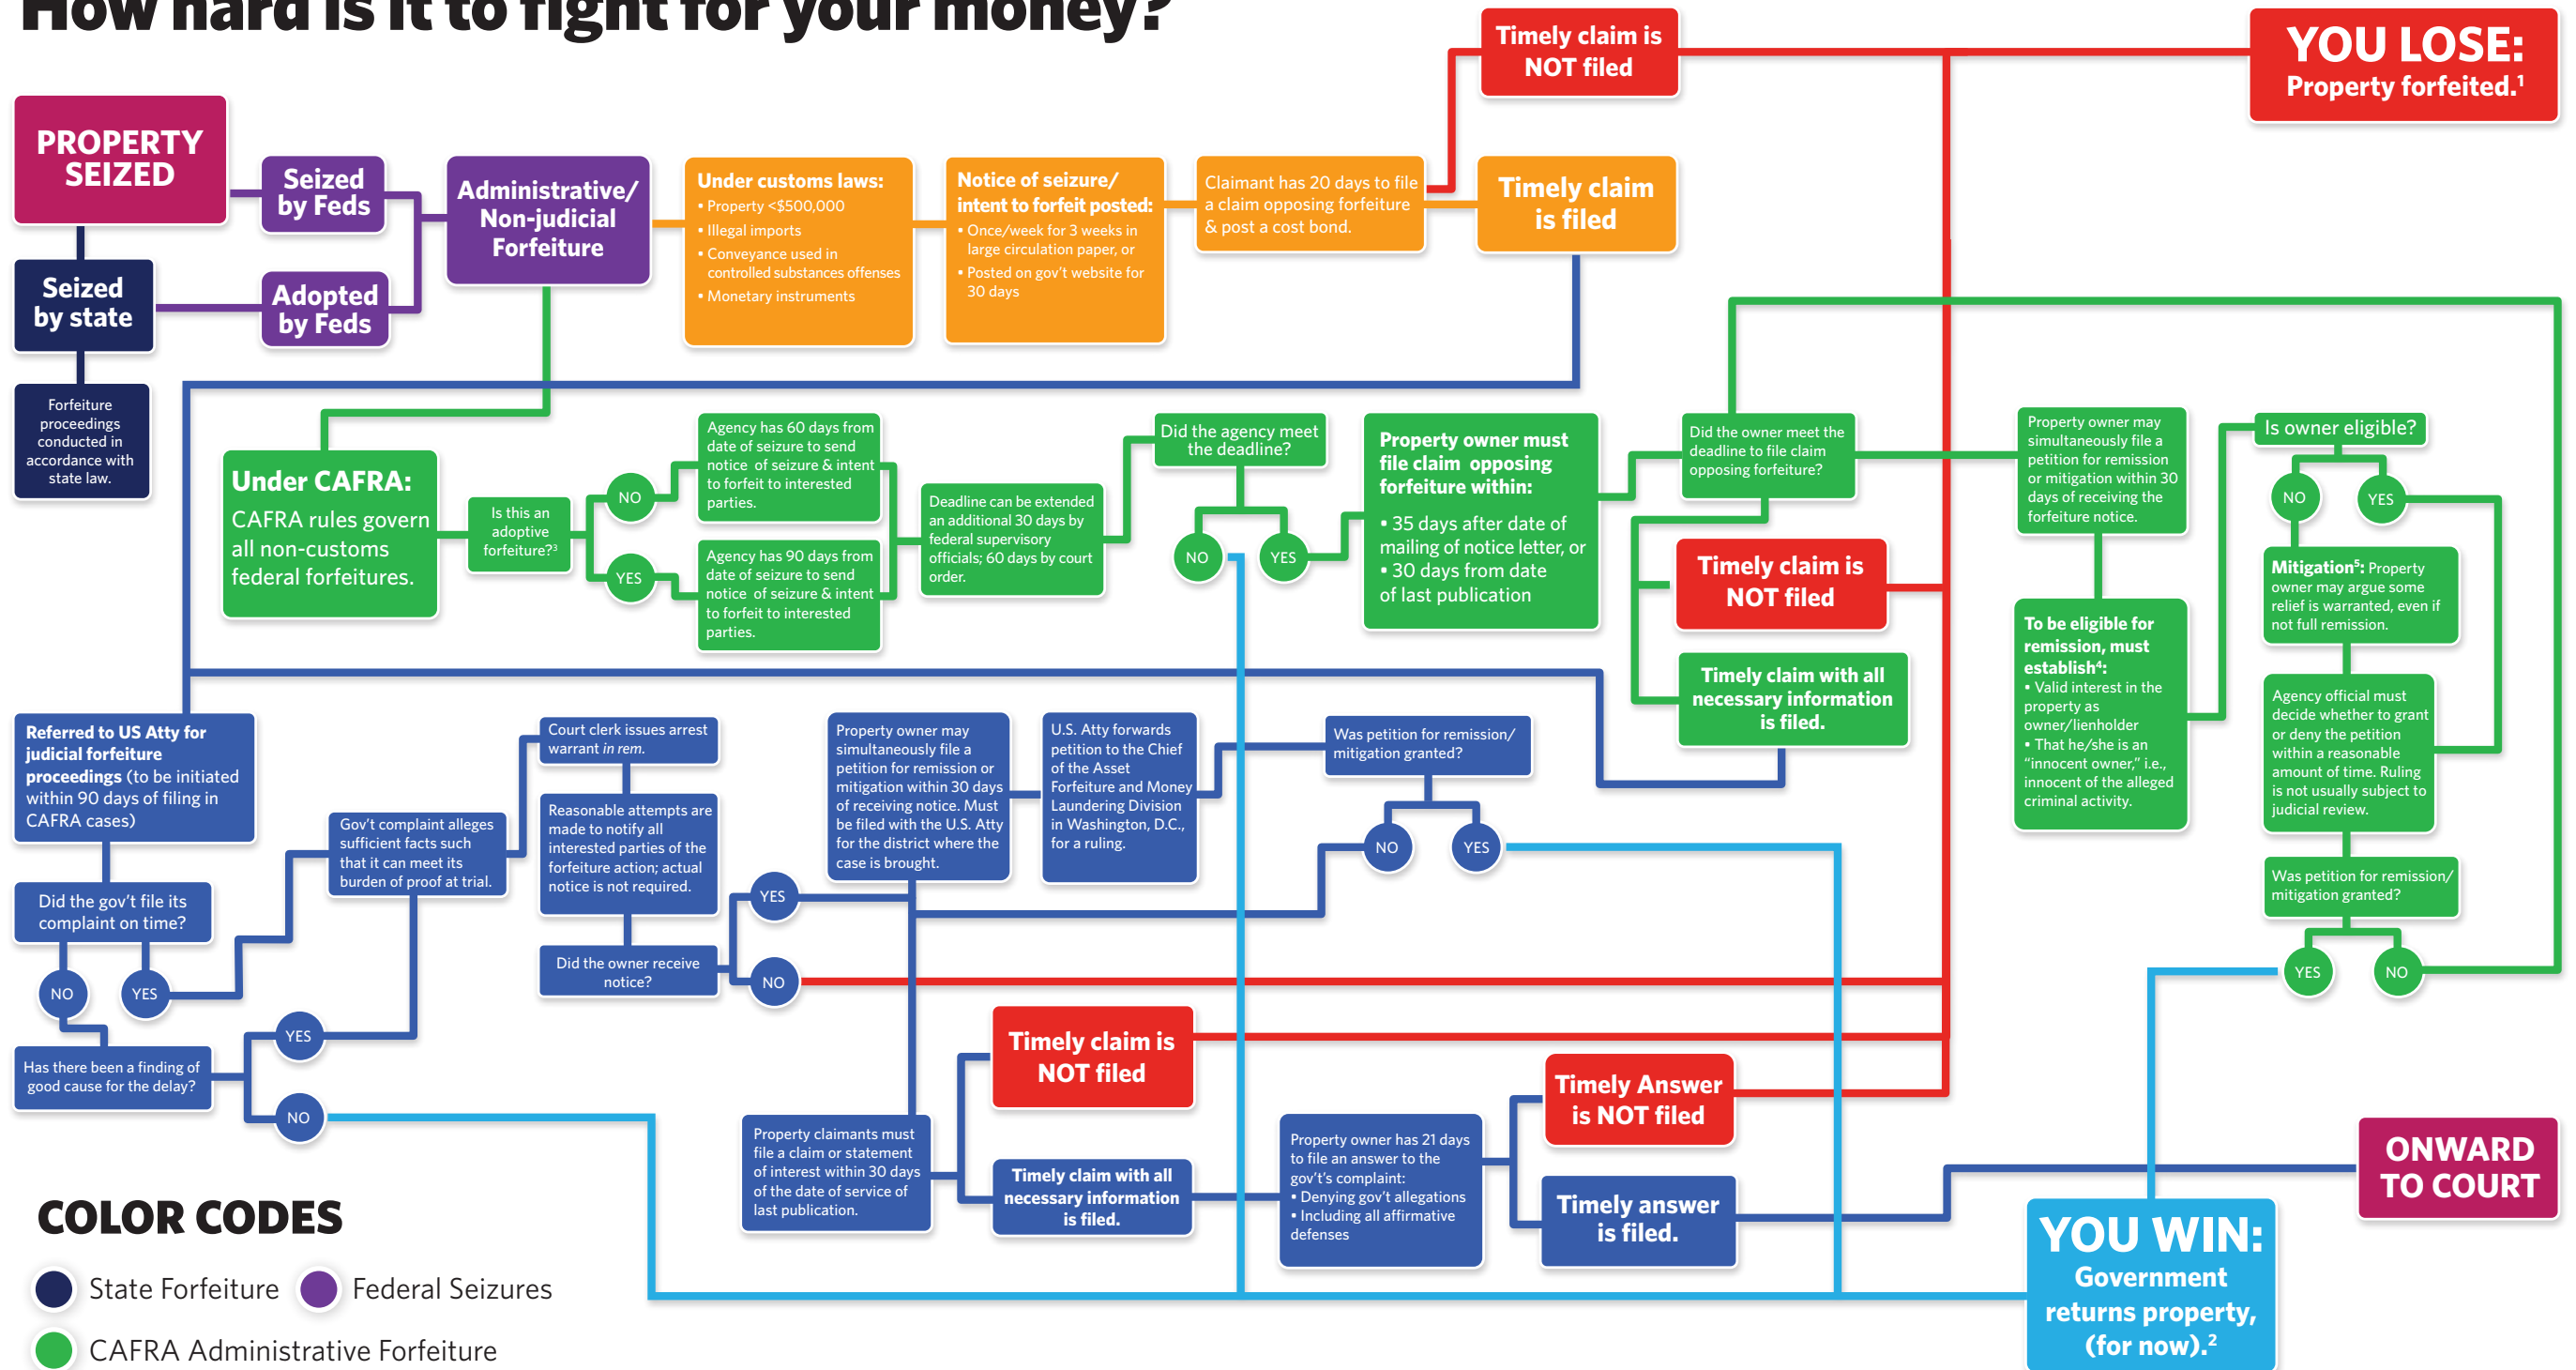 How hard is it to fight for your money?
Timely claim is
NOT filed
YOU LOSE:
Property forfeited.¹
PROPERTY
SEIZED
Seized
by Feds
Administrative/
Non-judicial
Forfeiture
Under customs laws:
▪ Property <$500,000
▪ Illegal imports
▪ Conveyance used in
controlled substances offenses
▪ Monetary instruments
Notice of seizure/
intent to forfeit posted:
▪ Once/week for 3 weeks in
large circulation paper, or
▪ Posted on gov't website for
30 days
Claimant has 20 days to file
a claim opposing forfeiture
& post a cost bond.
Timely claim
is filed
Seized
by state
Adopted
by Feds
Forfeiture
proceedings
conducted in
accordance with
state law.
Under CAFRA:
CAFRA rules govern
all non-customs
federal forfeitures.
Is this an
adoptive
forfeiture?³
NO
YES
Agency has 60 days from
date of seizure to send
notice of seizure & intent
to forfeit to interested
parties.
Agency has 90 days from
date of seizure to send
notice of seizure & intent
to forfeit to interested
parties.
Deadline can be extended
an additional 30 days by
federal supervisory
officials; 60 days by court
order.
Did the agency meet
the deadline?
NO
YES
Property owner must
file claim opposing
forfeiture within:
▪ 35 days after date of
mailing of notice letter, or
▪ 30 days from date
of last publication
Did the owner meet the
deadline to file claim
opposing forfeiture?
Timely claim is
NOT filed
Timely claim with all
necessary information
is filed.
Property owner may
simultaneously file a
petition for remission
or mitigation within 30
days of receiving the
forfeiture notice.
To be eligible for
remission, must
establish⁴:
▪ Valid interest in the
property as
owner/lienholder
▪ That he/she is an
“innocent owner,” i.e.,
innocent of the alleged
criminal activity.
Is owner eligible?
NO
YES
Mitigation⁵: Property
owner may argue some
relief is warranted, even if
not full remission.
Agency official must
decide whether to grant
or deny the petition
within a reasonable
amount of time. Ruling
is not usually subject to
judicial review.
Was petition for remission/
mitigation granted?
YES
NO
Referred to US Atty for
judicial forfeiture
proceedings (to be initiated
within 90 days of filing in
CAFRA cases)
Did the gov't file its
complaint on time?
NO
YES
Has there been a finding of
good cause for the delay?
YES
NO
Gov't complaint alleges
sufficient facts such
that it can meet its
burden of proof at trial.
Court clerk issues arrest
warrant in rem.
Reasonable attempts are
made to notify all
interested parties of the
forfeiture action; actual
notice is not required.
Did the owner receive
notice?
YES
NO
Property owner may
simultaneously file a
petition for remission or
mitigation within 30 days
of receiving notice. Must
be filed with the U.S. Atty
for the district where the
case is brought.
U.S. Atty forwards
petition to the Chief
of the Asset
Forfeiture and Money
Laundering Division
in Washington, D.C.,
for a ruling.
Was petition for remission/
mitigation granted?
NO
YES
Property claimants must
file a claim or statement
of interest within 30 days
of the date of service of
last publication.
Timely claim is
NOT filed
Timely claim with all
necessary information
is filed.
Property owner has 21 days
to file an answer to the
gov't's complaint:
▪ Denying gov't allegations
▪ Including all affirmative
defenses
Timely Answer
is NOT filed
Timely answer
is filed.
ONWARD
TO COURT
YOU WIN:
Government
returns property,
(for now).²
COLOR CODES
State Forfeiture
Federal Seizures
CAFRA Administrative Forfeiture